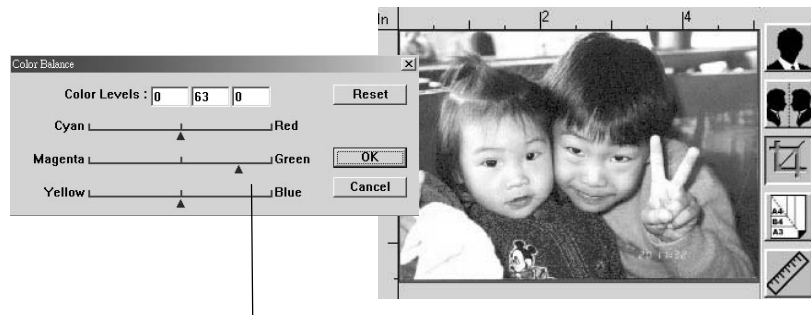 Color Balance
Color Levels : 0 63 0
Reset
Cyan Red
Magenta Green
OK
Yellow Blue
Cancel
In 2 4
A4
B4
A3